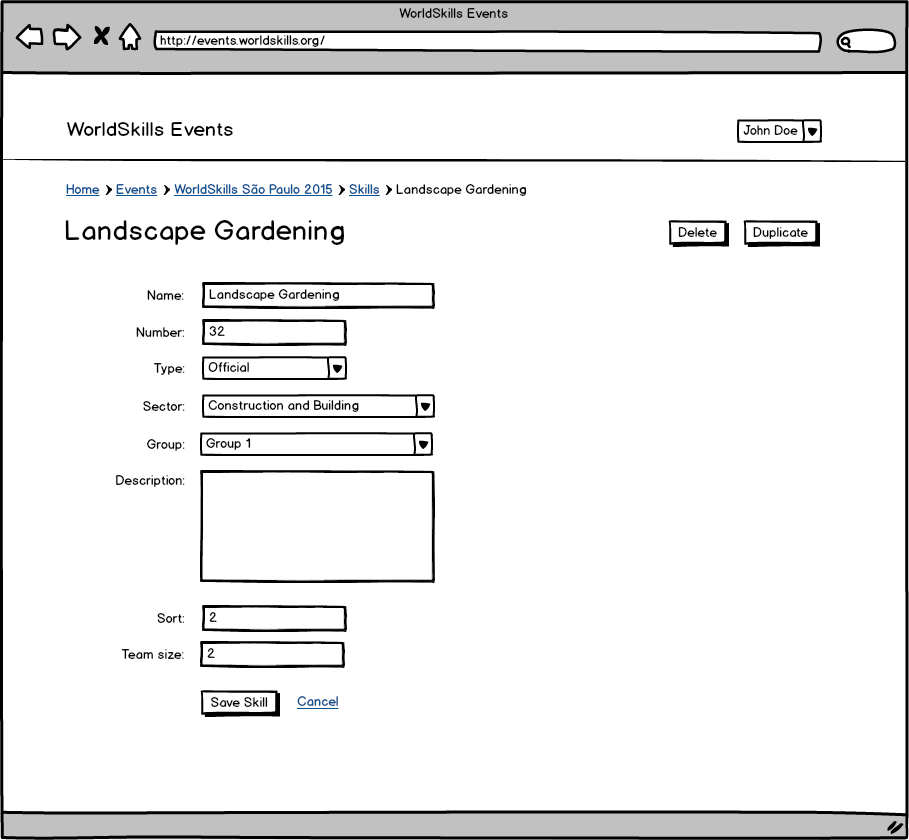 WorldSkills Events
http://events.worldskills.org/
WorldSkills Events
John Doe
Home > Events > WorldSkills São Paulo 2015 > Skills > Landscape Gardening
Landscape Gardening
Delete
Duplicate
Name: Landscape Gardening
Number: 32
Type: Official
Sector: Construction and Building
Group: Group 1
Description:
Sort: 2
Team size: 2
Save Skill
Cancel